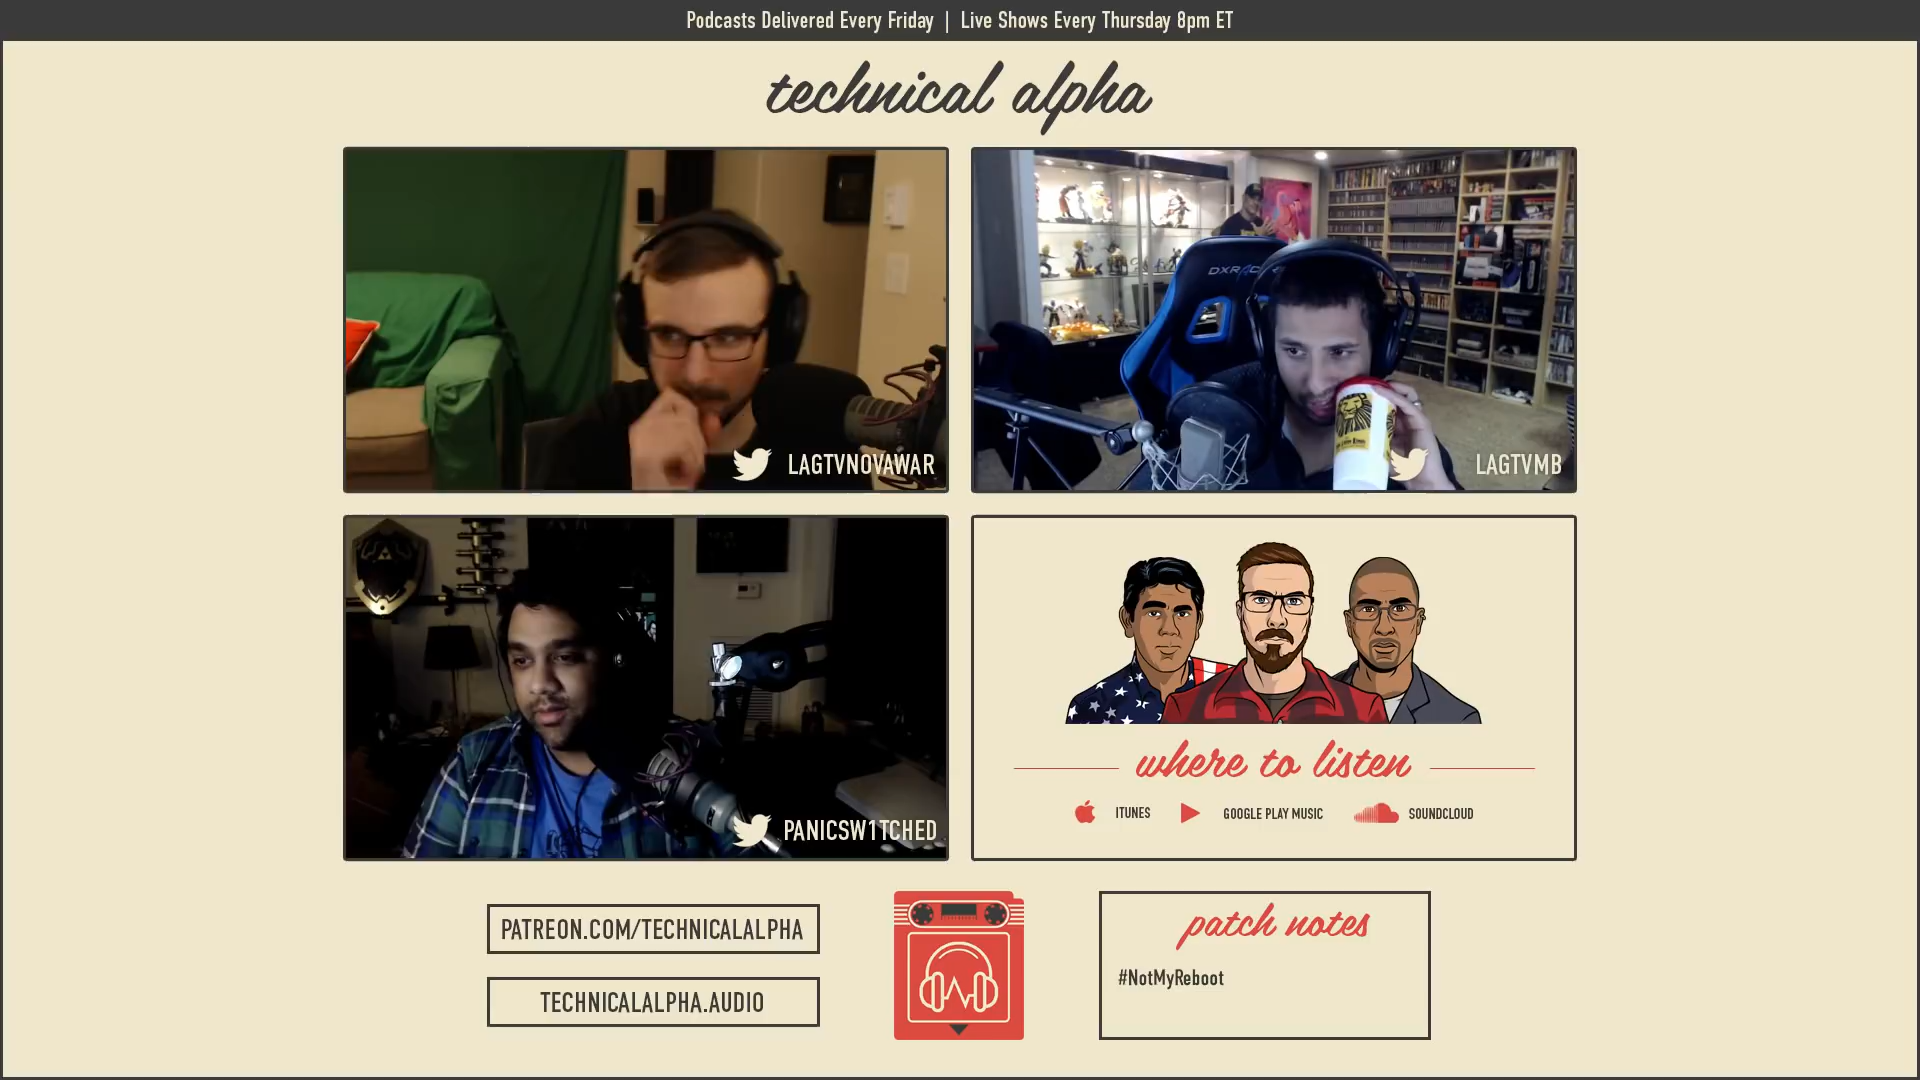 Podcasts Delivered Every Friday | Live Shows Every Thursday 8pm ET
technical alpha
DXRACER
LAGTVNOVAWAR
LAGTVMB
PANICSW1TCHED
where to listen
ITUNES
GOOGLE PLAY MUSIC
SOUNDCLOUD
PATREON.COM/TECHNICALALPHA
TECHNICALALPHA.AUDIO
patch notes
#NotMyReboot